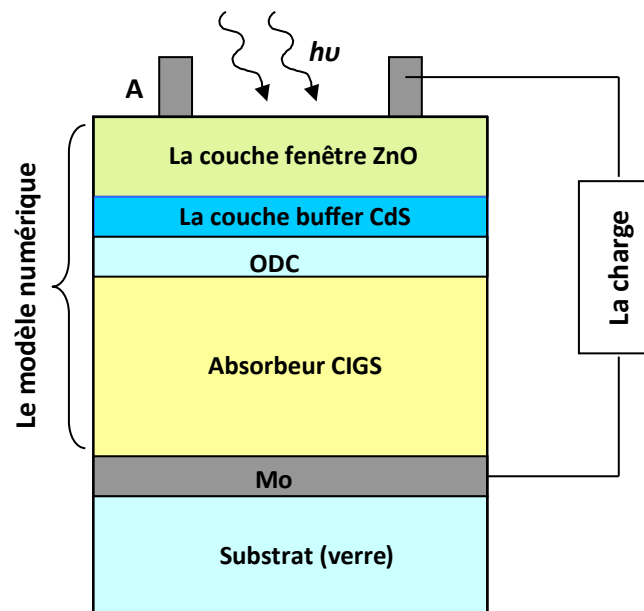 hυ
A
La couche fenêtre ZnO
La couche buffer CdS
ODC
Absorbeur CIGS
Mo
Substrat (verre)
Le modèle numérique
La charge